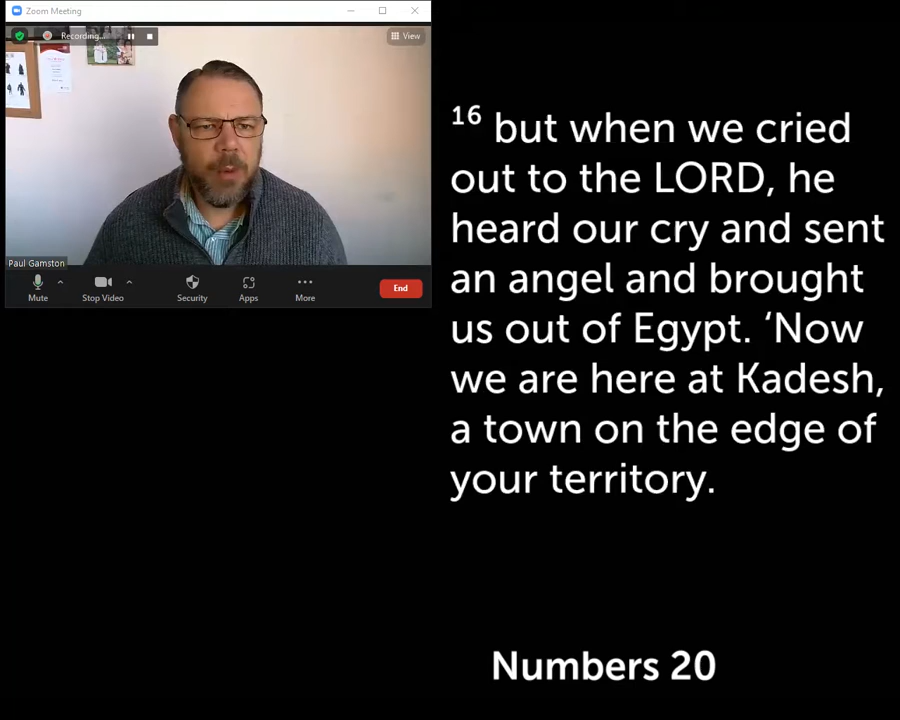 Zoom Meeting
Recording...
View
Paul Gamston
Mute
Stop Video
Security
Apps
More
End
16 but when we cried
out to the LORD, he
heard our cry and sent
an angel and brought
us out of Egypt. ‘Now
we are here at Kadesh,
a town on the edge of
your territory.
Numbers 20